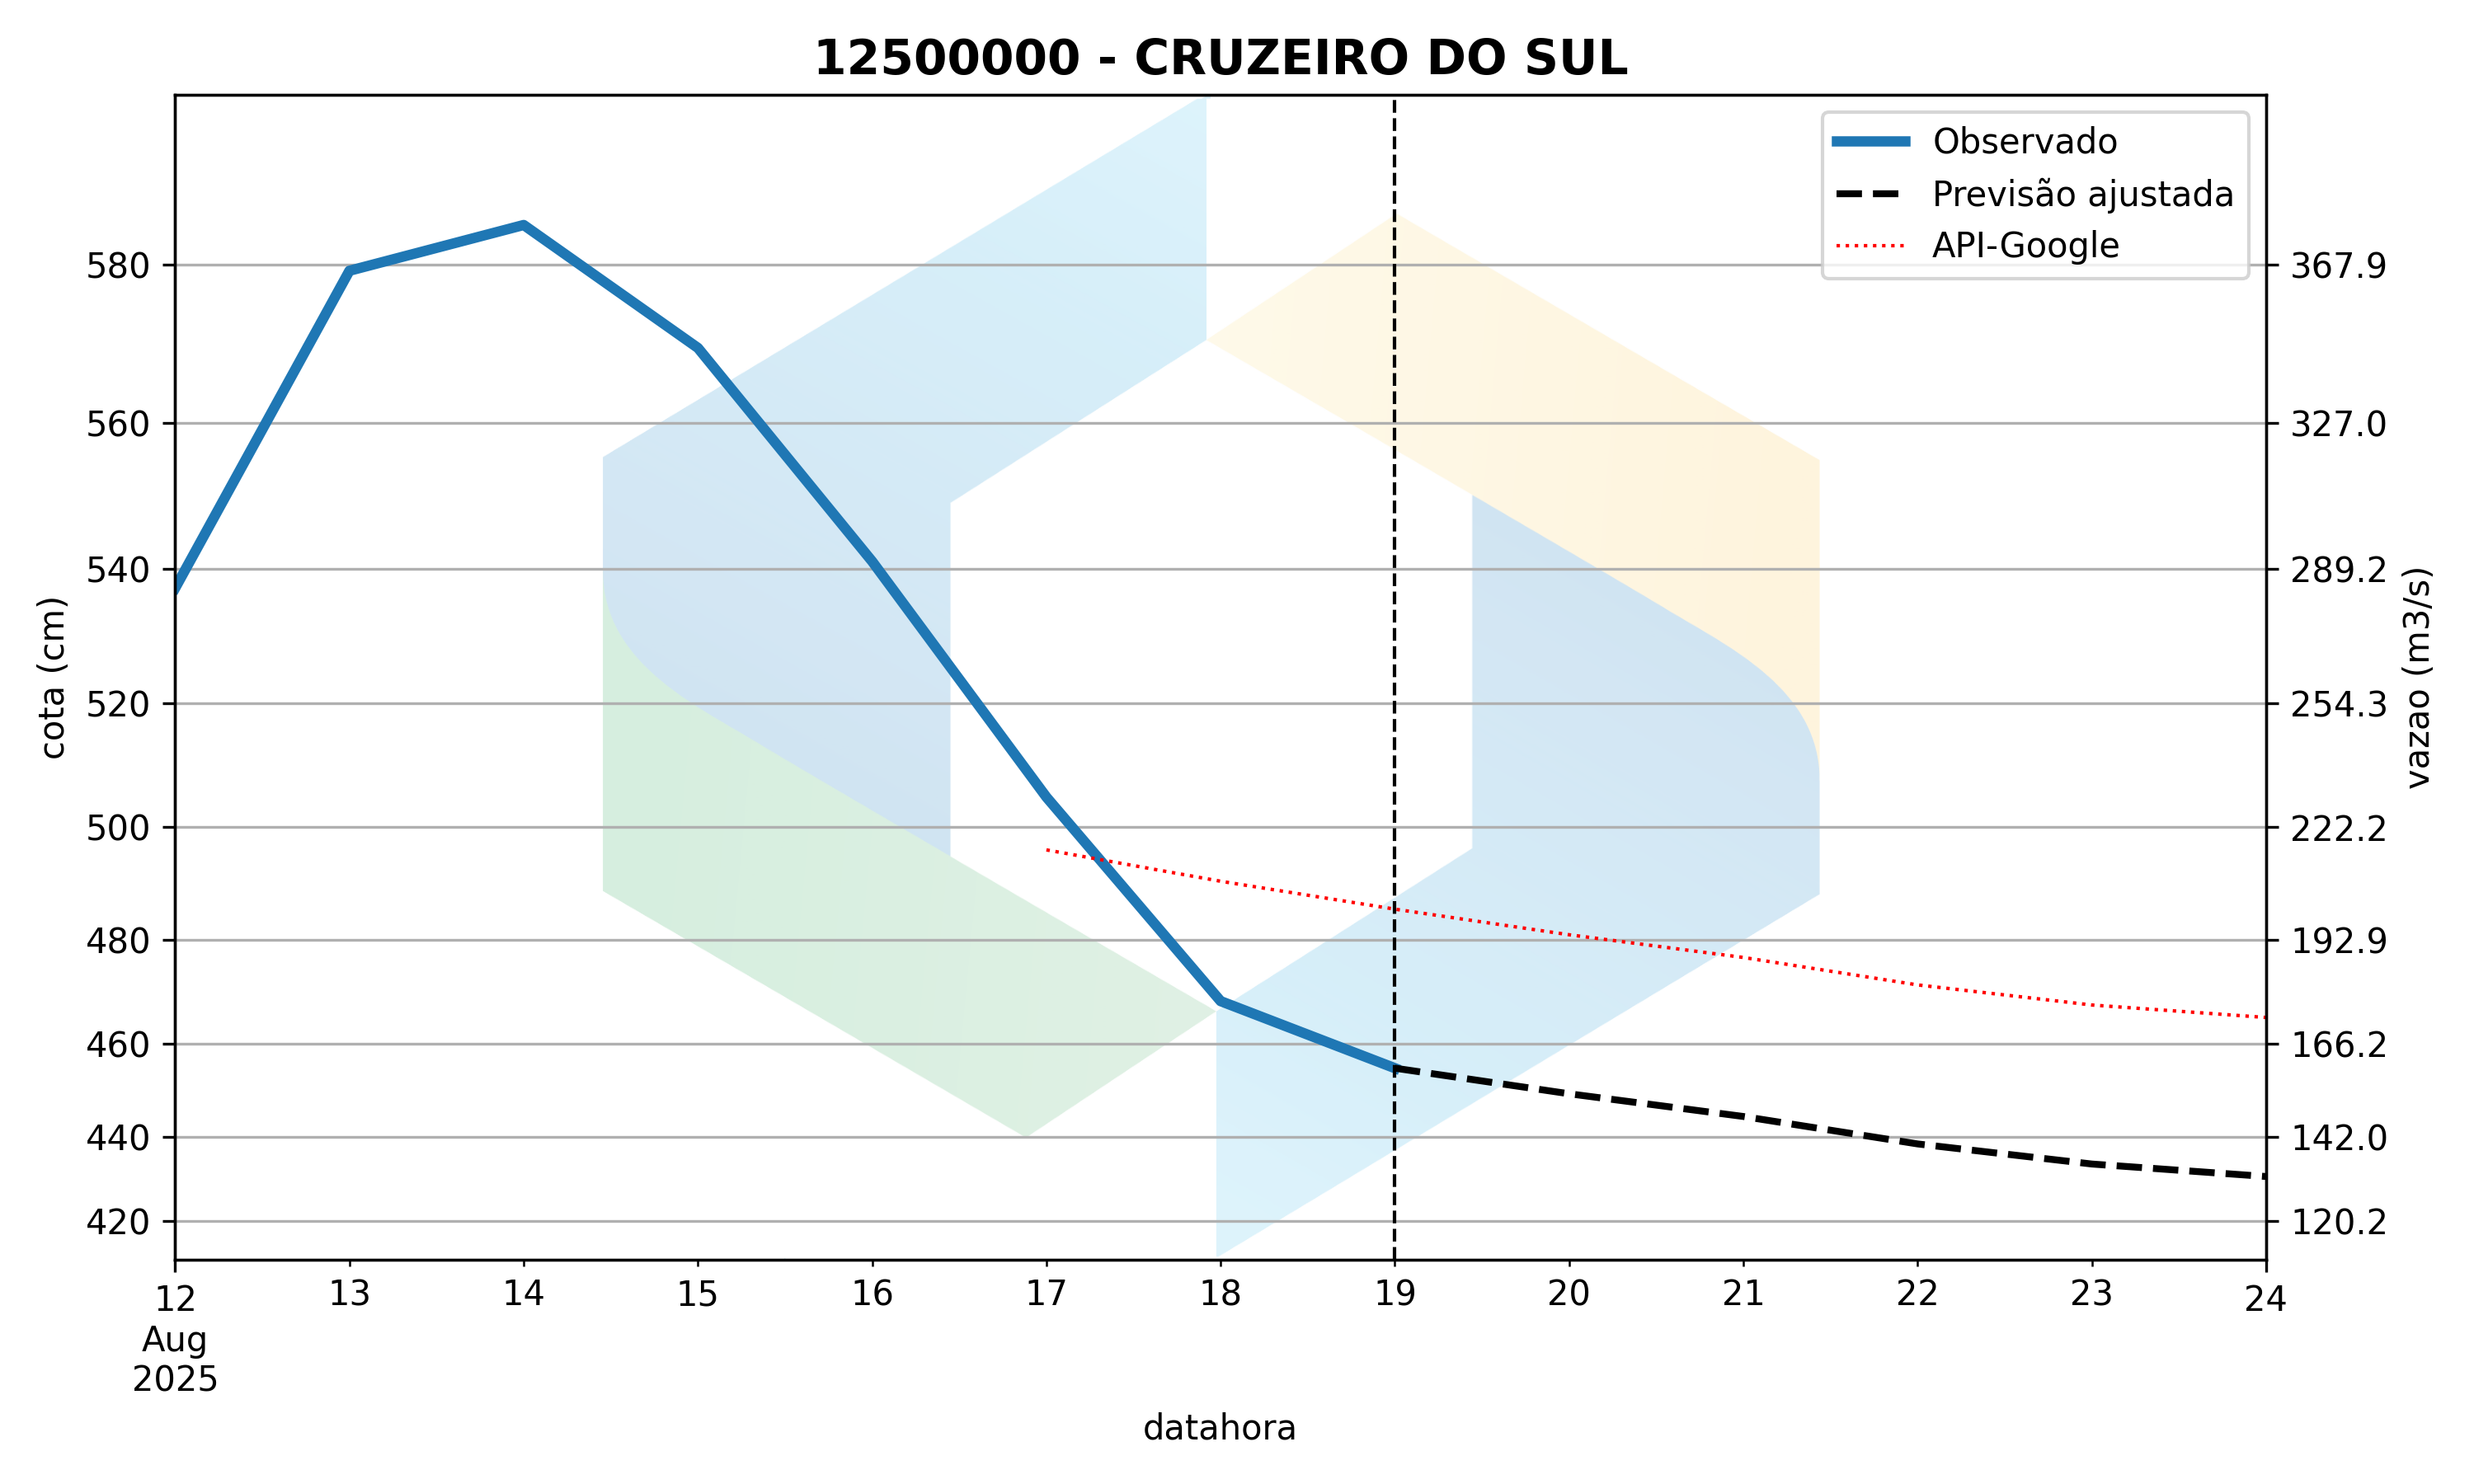 12500000 - CRUZEIRO DO SUL
Observado
Previsão ajustada
API-Google
580
560
540
520
500
480
460
440
420
cota (cm)
367.9
327.0
289.2
254.3
222.2
192.9
166.2
142.0
120.2
vazao (m3/s)
12 13 14 15 16 17 18 19 20 21 22 23 24
Aug
2025
datahora